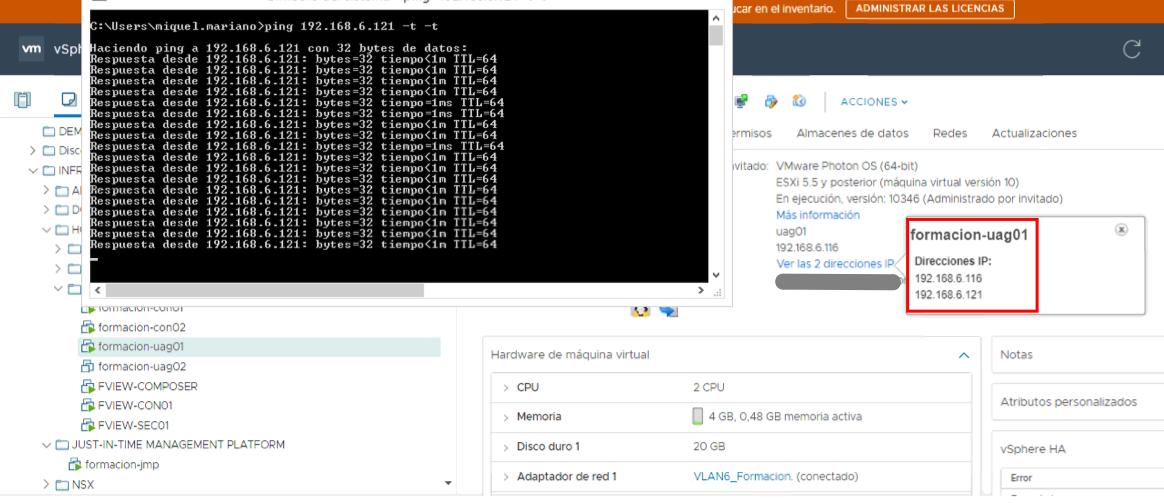 C:\Users\miquel.mariano>ping 192.168.6.121 -t -t
Haciendo ping a 192.168.6.121 con 32 bytes de datos:
Respuesta desde 192.168.6.121: bytes=32 tiempo<1m TTL=64
Respuesta desde 192.168.6.121: bytes=32 tiempo<1m TTL=64
Respuesta desde 192.168.6.121: bytes=32 tiempo<1m TTL=64
Respuesta desde 192.168.6.121: bytes=32 tiempo<1m TTL=64
Respuesta desde 192.168.6.121: bytes=32 tiempo=1ms TTL=64
Respuesta desde 192.168.6.121: bytes=32 tiempo=1ms TTL=64
Respuesta desde 192.168.6.121: bytes=32 tiempo<1m TTL=64
Respuesta desde 192.168.6.121: bytes=32 tiempo<1m TTL=64
Respuesta desde 192.168.6.121: bytes=32 tiempo=1ms TTL=64
Respuesta desde 192.168.6.121: bytes=32 tiempo<1m TTL=64
Respuesta desde 192.168.6.121: bytes=32 tiempo<1m TTL=64
Respuesta desde 192.168.6.121: bytes=32 tiempo<1m TTL=64
Respuesta desde 192.168.6.121: bytes=32 tiempo<1m TTL=64
Respuesta desde 192.168.6.121: bytes=32 tiempo<1m TTL=64
Respuesta desde 192.168.6.121: bytes=32 tiempo<1m TTL=64
Respuesta desde 192.168.6.121: bytes=32 tiempo<1m TTL=64
Respuesta desde 192.168.6.121: bytes=32 tiempo<1m TTL=64
Respuesta desde 192.168.6.121: bytes=32 tiempo<1m TTL=64
ucar en el inventario.
ADMINISTRAR LAS LICENCIAS
vm vSph
ACCIONES
ermisos Almacenes de datos Redes Actualizaciones
DEM
Disc
INFR
formacion-con01
formacion-con02
formacion-uag01
formacion-uag02
FVIEW-COMPOSER
FVIEW-CON01
FVIEW-SEC01
JUST-IN-TIME MANAGEMENT PLATFORM
formacion-jmp
NSX
nvitado: VMware Photon OS (64-bit)
ESXi 5.5 y posterior (máquina virtual versión 10)
En ejecución, versión: 10346 (Administrado por invitado)
Más información
uag01
192.168.6.116
Ver las 2 direcciones IP
formacion-uag01
Direcciones IP:
192.168.6.116
192.168.6.121
Hardware de máquina virtual
CPU 2 CPU
Memoria 4 GB, 0,48 GB memoria activa
Disco duro 1 20 GB
Adaptador de red 1 VLAN6_Formacion. (conectado)
Notas
Atributos personalizados
vSphere HA
Error